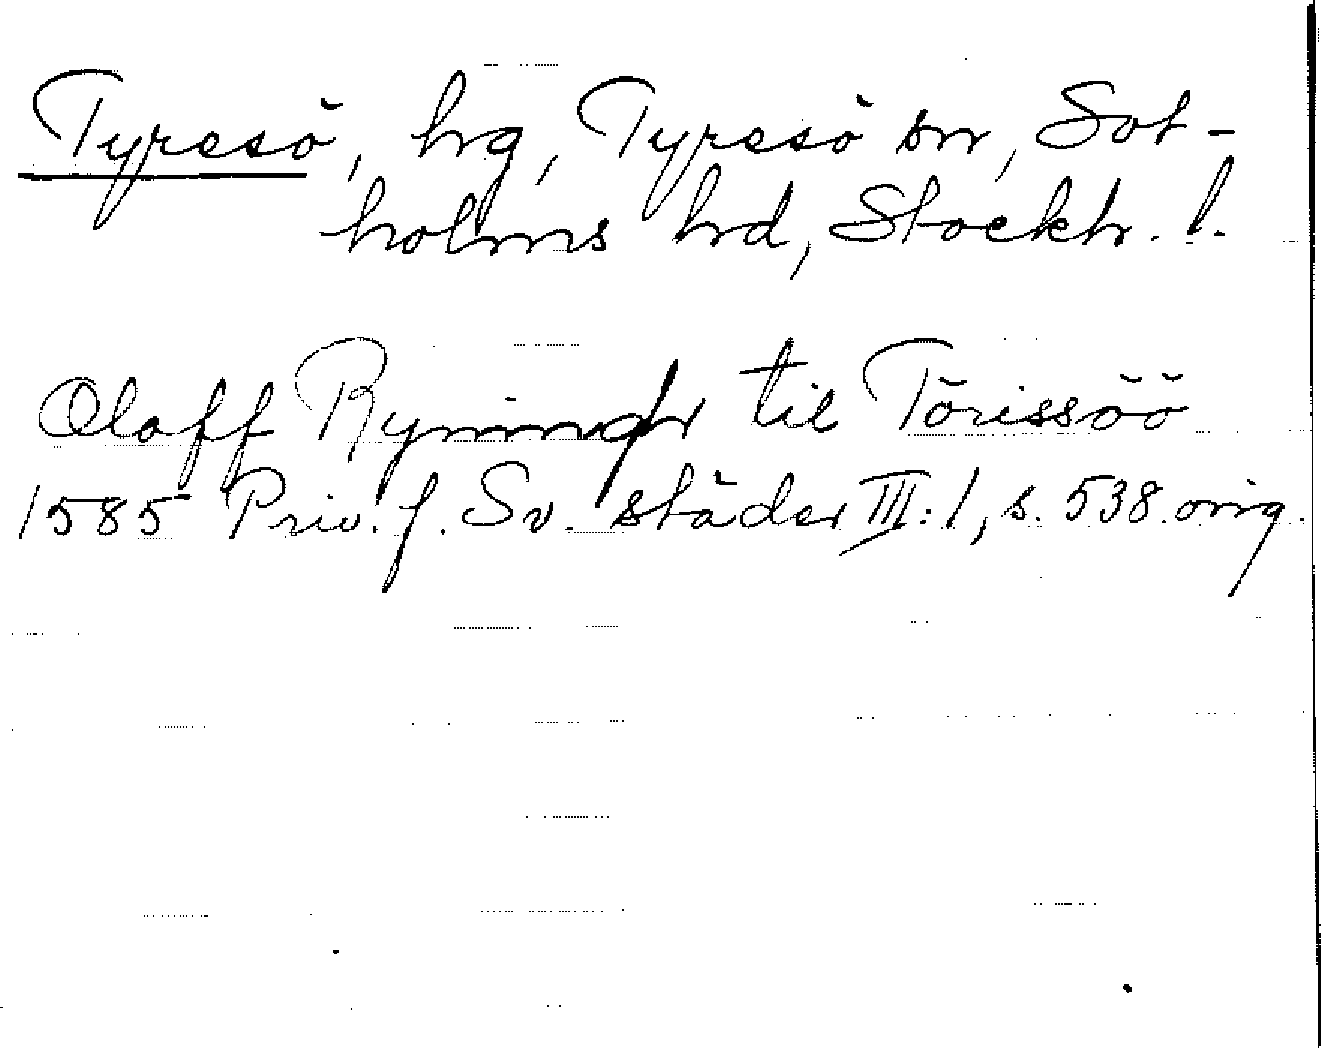 Tyresö, hg, Tyresö sn, Sot-
holms hd, Stockh. l.
Olaff Ryningh til Törissöö
1585 Priv. f. Sv. städer III:1, s. 538. orig.